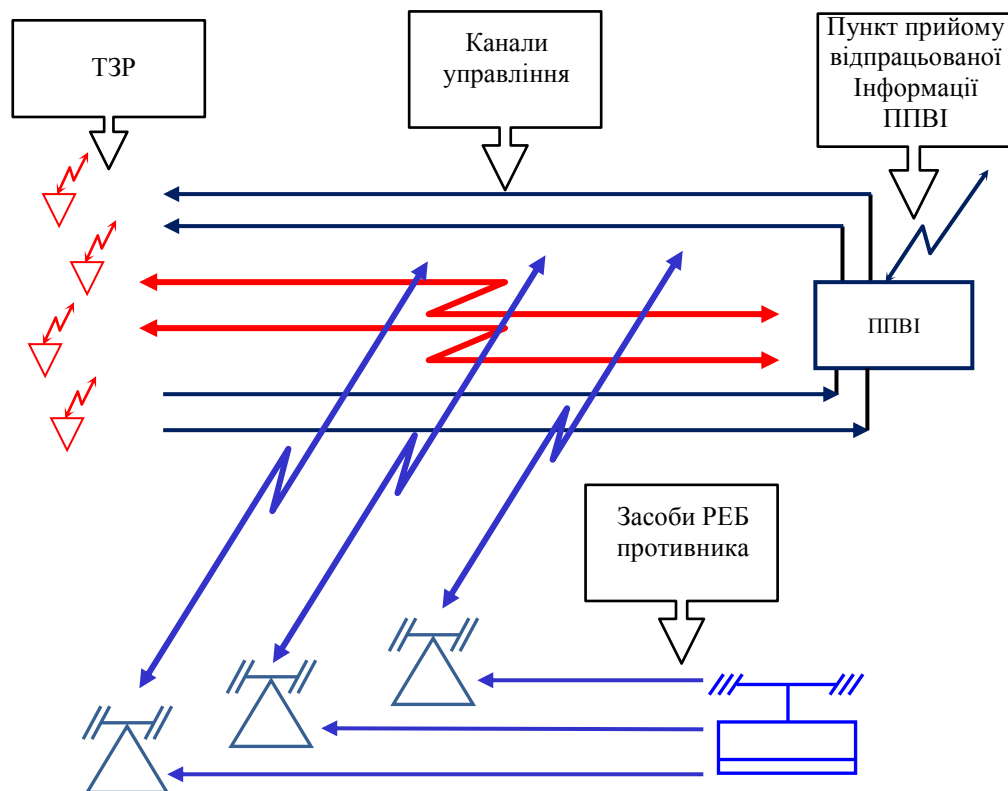 ТЗР
Канали
управління
Пункт прийому
відпрацьованої
Інформації
ППВІ
ППВІ
Засоби РЕБ
противника